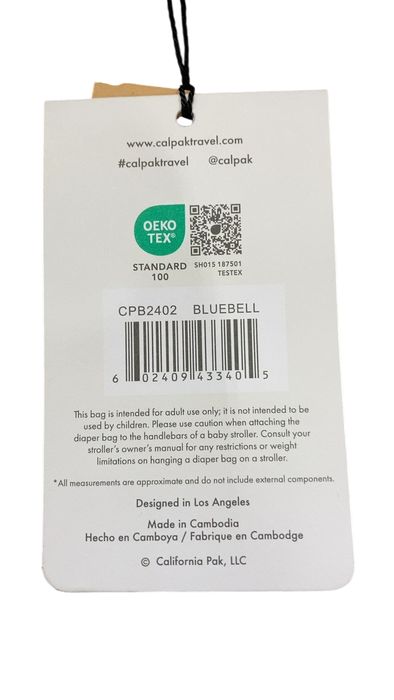 www.calpaktravel.com
#calpaktravel @calpak
OEKO
TEX®
STANDARD
100
SH015 187501
TESTEX
CPB2402 BLUEBELL
6 02409 43340 5
This bag is intended for adult use only; it is not intended to be
used by children. Please use caution when attaching the
diaper bag to the handlebars of a baby stroller. Consult your
stroller's owner's manual for any restrictions or weight
limitations on hanging a diaper bag on a stroller.
*All measurements are approximate and do not include external components.
Designed in Los Angeles
Made in Cambodia
Hecho en Camboya / Fabrique en Cambodge
© California Pak, LLC